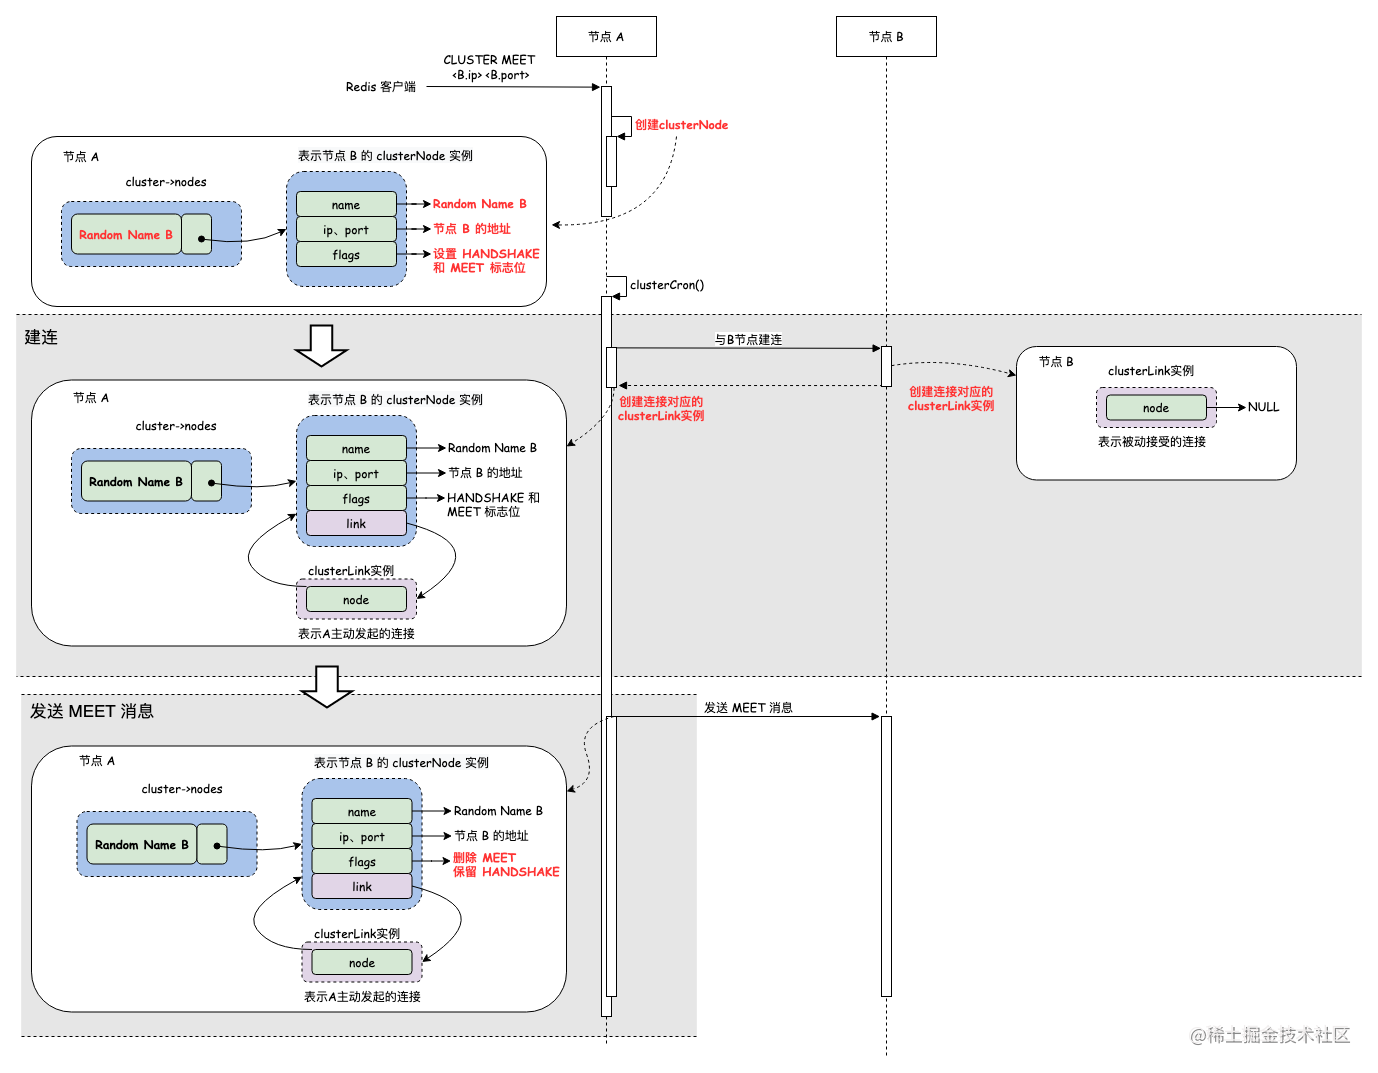 节点 A
节点 B
CLUSTER MEET
<B.ip> <B.port>
Redis 客户端
创建clusterNode
节点 A
表示节点 B 的 clusterNode 实例
cluster->nodes
Random Name B
name
Random Name B
ip、port
节点 B 的地址
flags
设置 HANDSHAKE
和 MEET 标志位
clusterCron()
建连
与B节点建连
节点 A
表示节点 B 的 clusterNode 实例
cluster->nodes
Random Name B
name
Random Name B
ip、port
节点 B 的地址
flags
HANDSHAKE 和
MEET 标志位
link
clusterLink实例
node
表示A主动发起的连接
创建连接对应的
clusterLink实例
创建连接对应的
clusterLink实例
节点 B
clusterLink实例
node
NULL
表示被动接受的连接
发送 MEET 消息
发送 MEET 消息
节点 A
表示节点 B 的 clusterNode 实例
cluster->nodes
Random Name B
name
Random Name B
ip、port
节点 B 的地址
flags
删除 MEET
保留 HANDSHAKE
link
clusterLink实例
node
表示A主动发起的连接
@稀土掘金技术社区